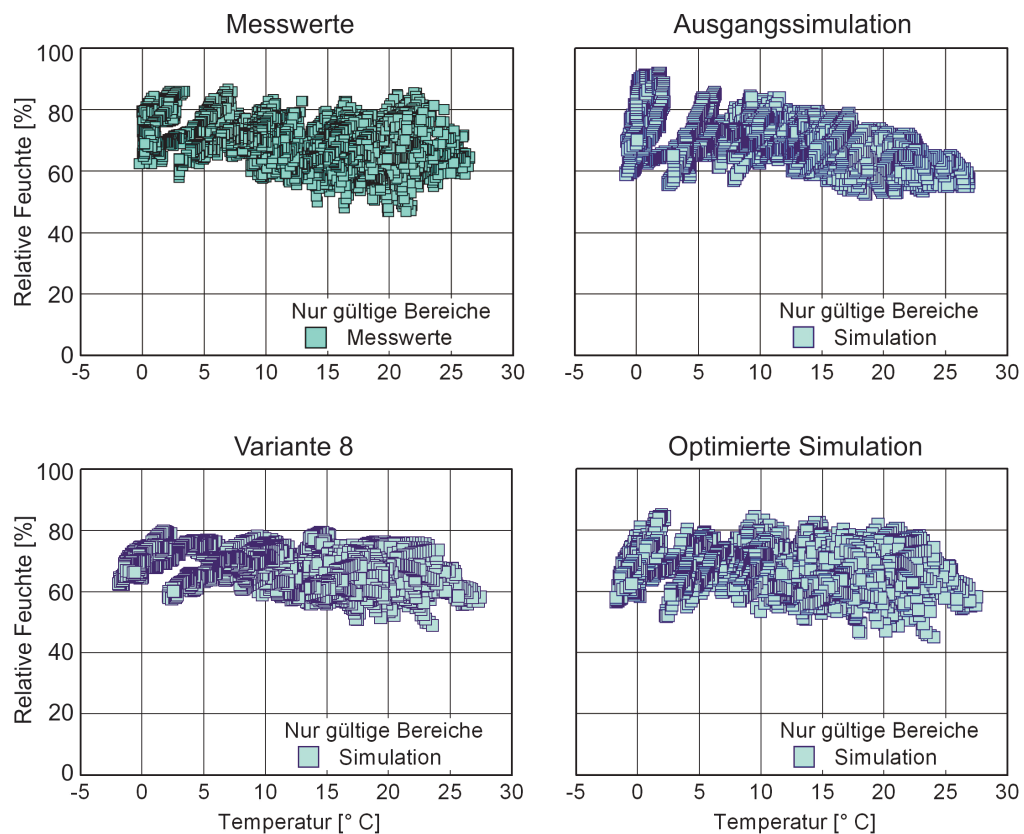 Messwerte
Ausgangssimulation
Relative Feuchte [%]
100
80
60
40
20
0
-5 0 5 10 15 20 25 30
Nur gültige Bereiche
Messwerte
-5 0 5 10 15 20 25 30
Nur gültige Bereiche
Simulation
Variante 8
Optimierte Simulation
Relative Feuchte [%]
100
80
60
40
20
0
-5 0 5 10 15 20 25 30
Nur gültige Bereiche
Simulation
Temperatur [° C]
-5 0 5 10 15 20 25 30
Nur gültige Bereiche
Simulation
Temperatur [° C]